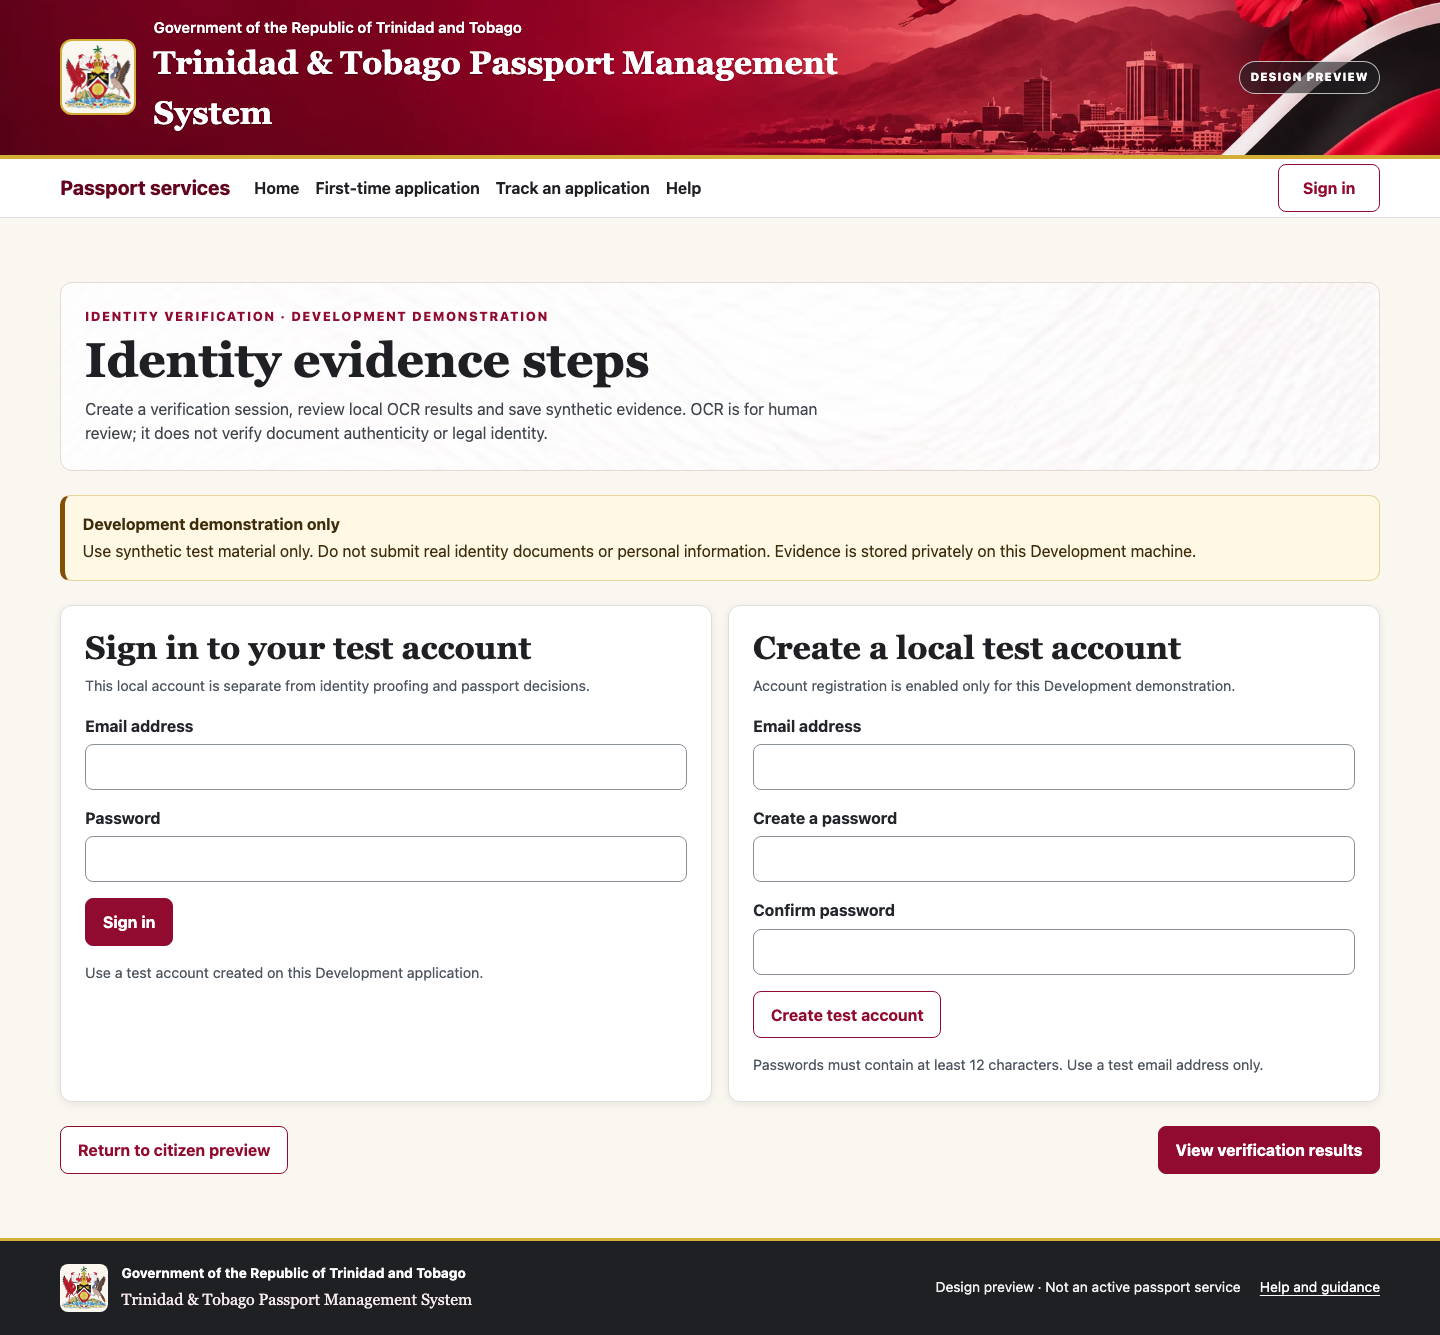 Government of the Republic of Trinidad and Tobago
Trinidad & Tobago Passport Management
System
DESIGN PREVIEW
Passport services
Home
First-time application
Track an application
Help
Sign in
IDENTITY VERIFICATION · DEVELOPMENT DEMONSTRATION
Identity evidence steps
Create a verification session, review local OCR results and save synthetic evidence. OCR is for human
review; it does not verify document authenticity or legal identity.
Development demonstration only
Use synthetic test material only. Do not submit real identity documents or personal information. Evidence is stored privately on this Development machine.
Sign in to your test account
This local account is separate from identity proofing and passport decisions.
Email address
Password
Sign in
Use a test account created on this Development application.
Create a local test account
Account registration is enabled only for this Development demonstration.
Email address
Create a password
Confirm password
Create test account
Passwords must contain at least 12 characters. Use a test email address only.
Return to citizen preview
View verification results
Government of the Republic of Trinidad and Tobago
Trinidad & Tobago Passport Management System
Design preview · Not an active passport service
Help and guidance